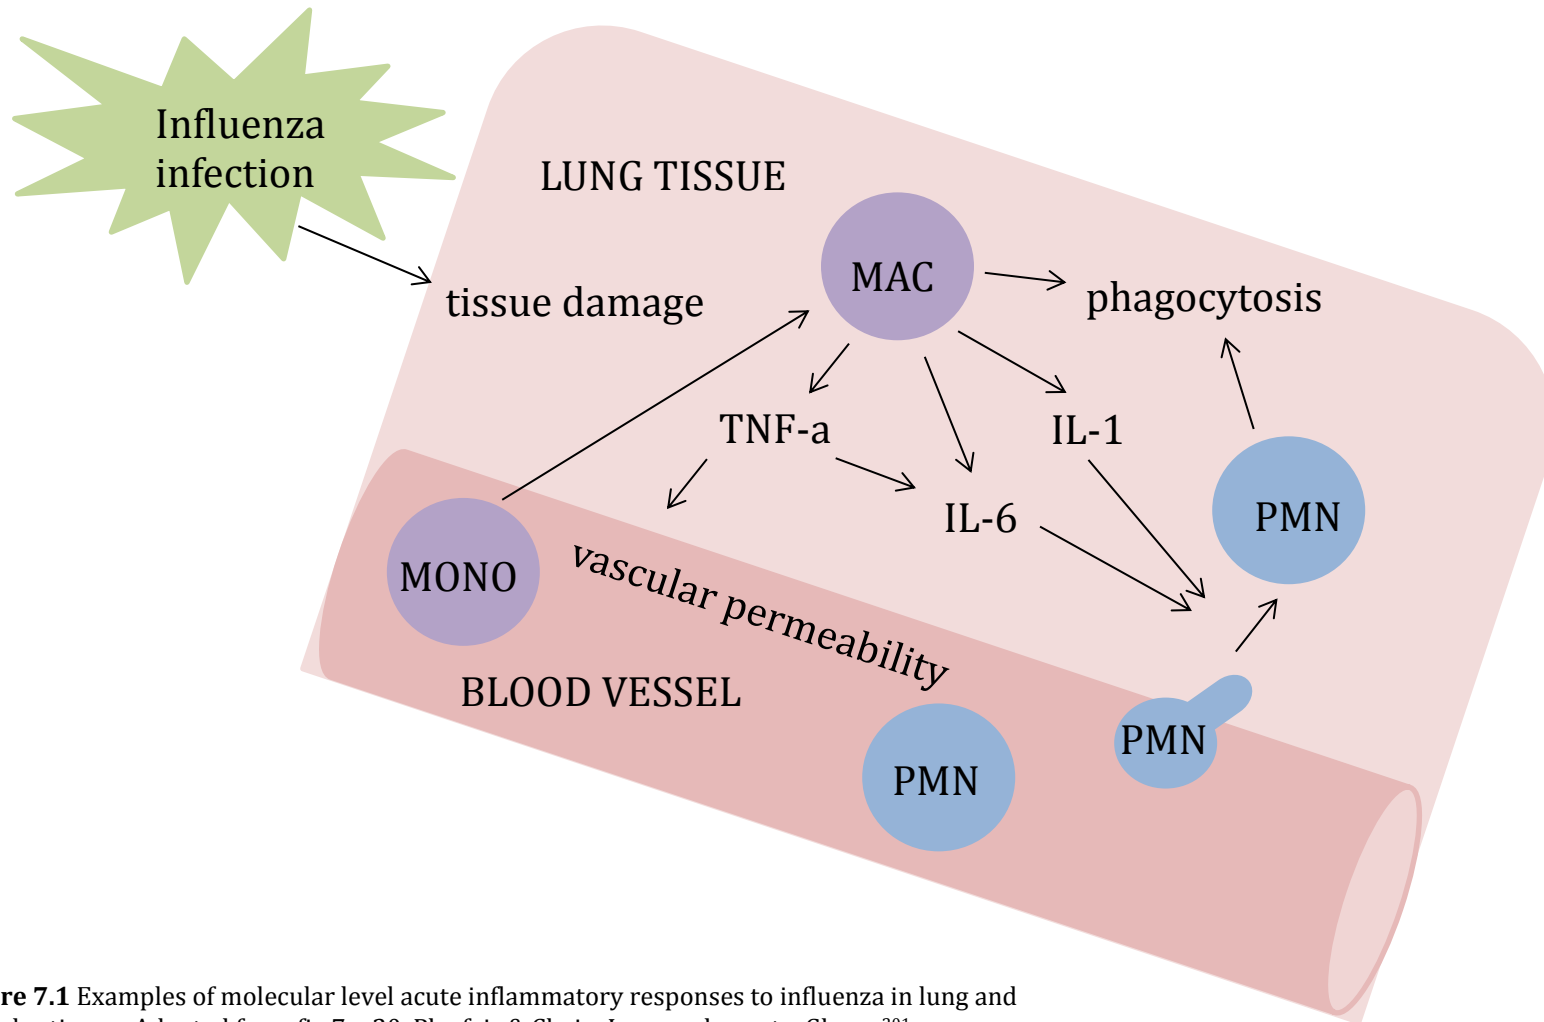 Influenza
infection
LUNG TISSUE
MAC
tissue damage
phagocytosis
TNF-a
IL-1
IL-6
PMN
MONO
vascular permeability
BLOOD VESSEL
PMN
PMN
re 7.1 Examples of molecular level acute inflammatory responses to influenza in lung and